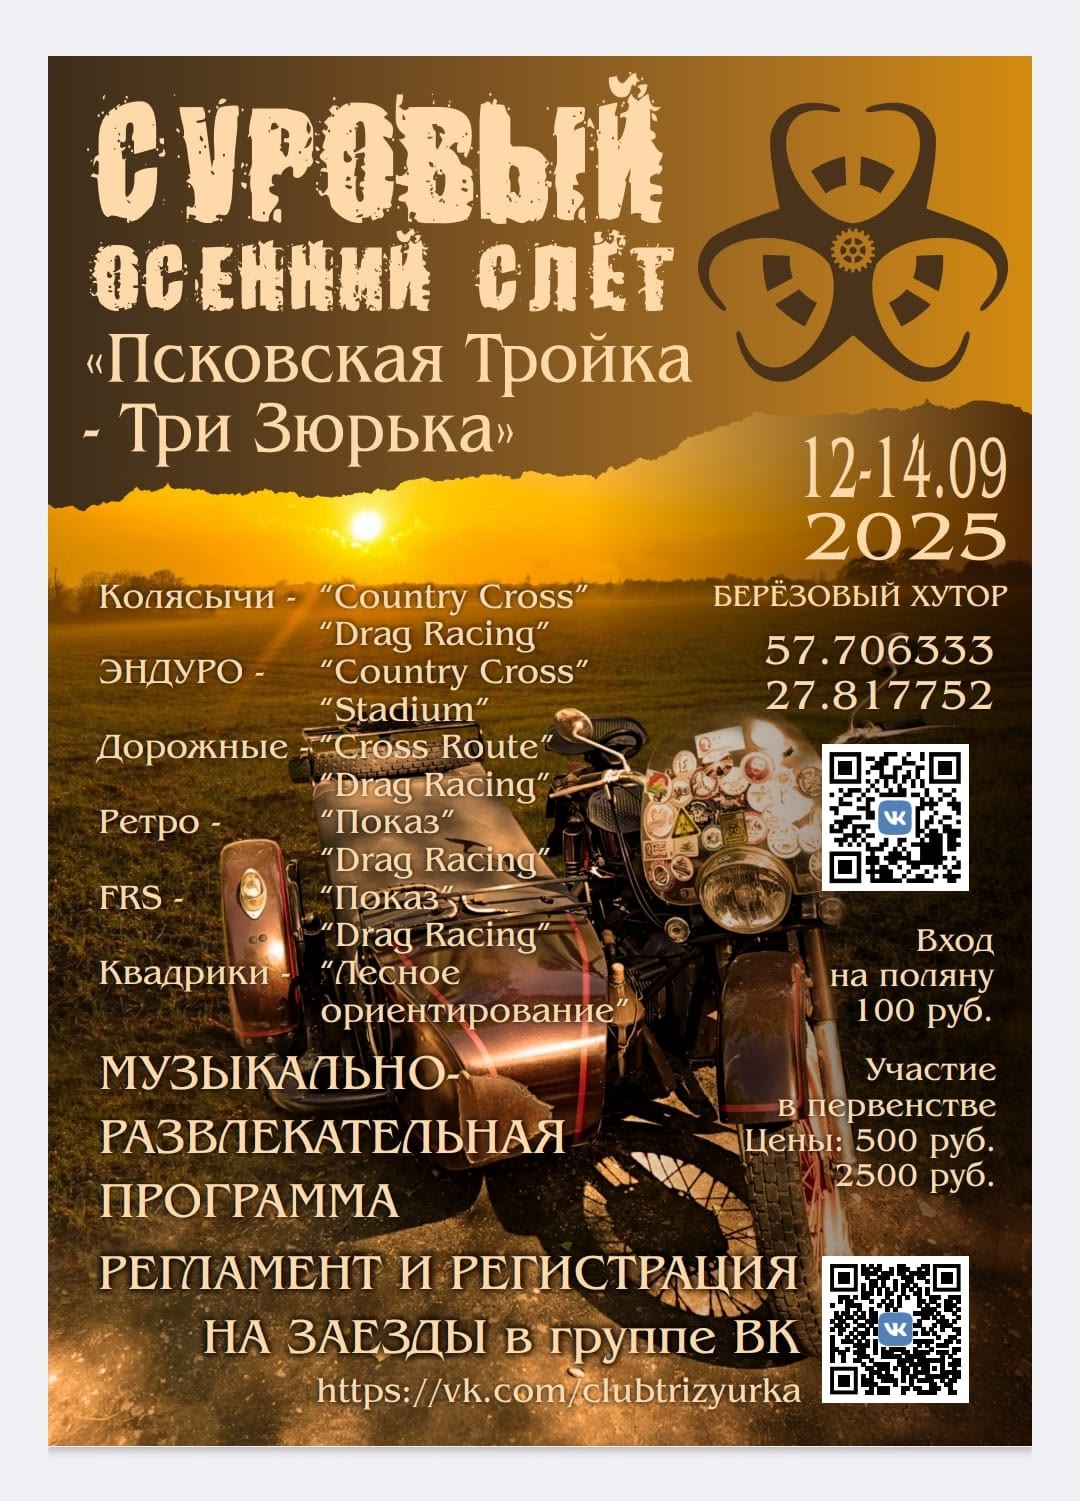 СУРОВЫЙ
ОСЕННИЙ СЛЁТ
«Псковская Тройка
- Три Зюрька»
12-14.09
2025
БЕРЁЗОВЫЙ ХУТОР
57.706333
27.817752
Колясычи - “Country Cross”
“Drag Racing”
ЭНДУРО - “Country Cross”
“Stadium”
Дорожные - “Cross Route”
“Drag Racing”
Ретро - “Показ”
“Drag Racing”
FRS - “Показ”
“Drag Racing”
Квадрики - “Лесное
ориентирование”
Вход
на поляну
100 руб.
Участие
в первенстве
Цены: 500 руб.
2500 руб.
МУЗЫКАЛЬНО-
РАЗВЛЕКАТЕЛЬНАЯ
ПРОГРАММА
РЕГЛАМЕНТ И РЕГИСТРАЦИЯ
НА ЗАЕЗДЫ в группе ВК
https://vk.com/clubtrizyurka